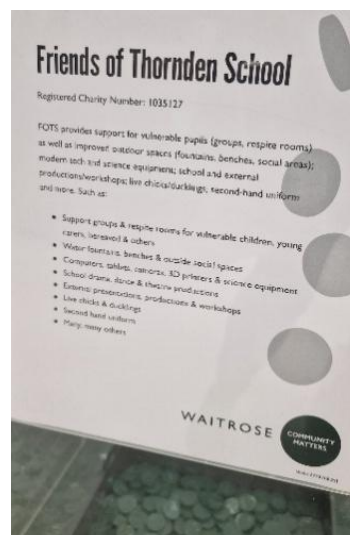 Friends of Thornden School
Registered Charity Number: 1035127
FOTS provides support for vulnerable pupils (groups, respite rooms)
as well as improved outdoor spaces (fountains, benches, social areas);
modern tech and science equipment; school and external
productions/workshops; live chicks/ducklings, second-hand uniform
and more. Such as:
• Support groups & respite rooms for vulnerable children, young
carers, bereaved & others
• Water fountains, benches & outside social spaces
• Computers, tablets, cameras, 3D printers & science equipment
• School drama, dance & theatre productions
• External presentations, productions & workshops
• Live chicks & ducklings
• Second hand uniform
• Many, many others
WAITROSE
COMMUNITY
MATTERS